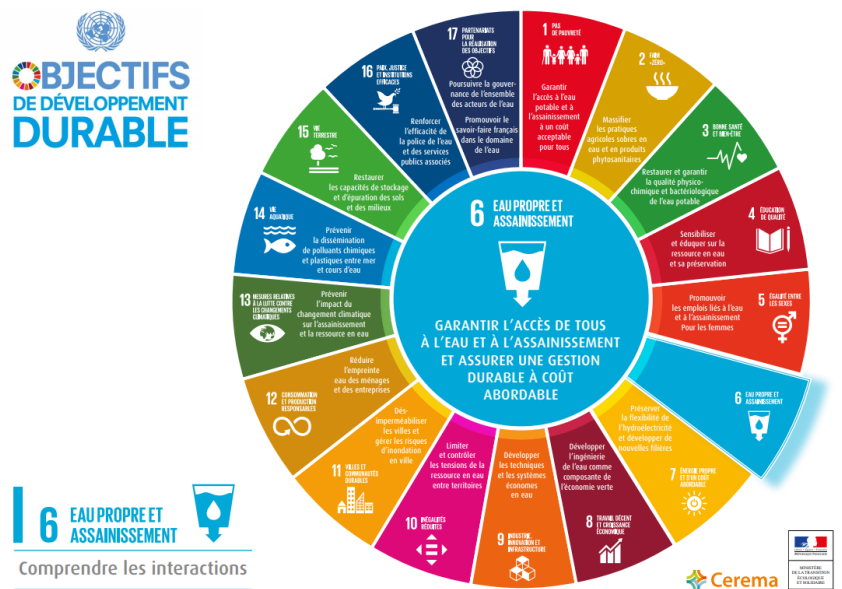 OBJECTIFS
DE DÉVELOPPEMENT
DURABLE
1 PAS
DE PAUVRETÉ
Garantir
l'accès à l'eau
potable et à
l'assainissement
à un coût
acceptable
pour tous
2 FAIM
«ZÉRO»
Massifier
les pratiques
agricoles sobres en
eau et en produits
phytosanitaires
3 BONNE SANTÉ
ET BIEN-ÊTRE
Restaurer et garantir
la qualité physico-
chimique et bactériologique
de l'eau potable
4 ÉDUCATION
DE QUALITÉ
Sensibiliser
et éduquer sur la
ressource en eau
et sa préservation
5 ÉGALITÉ ENTRE
LES SEXES
Promouvoir
les emplois liés à l'eau
et à l'assainissement
Pour les femmes
6 EAU PROPRE ET
ASSAINISSEMENT
7 ÉNERGIE PROPRE
ET D'UN COÛT
ABORDABLE
Préserver
la flexibilité de
l'hydroélectricité
et développer de
nouvelles filières
8 TRAVAIL DÉCENT
ET CROISSANCE
ÉCONOMIQUE
Développer
l'ingénierie
de l'eau comme
composante de
l'économie verte
9 INDUSTRIE,
INNOVATION ET
INFRASTRUCTURE
Développer
les techniques
et les systèmes
économes
en eau
10 INÉGALITÉS
RÉDUITES
Limiter
et contrôler
les tensions de la
ressource en eau
entre territoires
11 VILLES ET
COMMUNAUTÉS
DURABLES
Dés-
imperméabiliser
les villes et
gérer les risques
d'inondation
en ville
12 CONSOMMATION
ET PRODUCTION
RESPONSABLES
Réduire
l'empreinte
eau des ménages
et des entreprises
13 MESURES RELATIVES
À LA LUTTE CONTRE
LES CHANGEMENTS
CLIMATIQUES
Prévenir
l'impact du
changement climatique
sur l'assainissement
et la ressource en eau
14 VIE
AQUATIQUE
Prévenir
la dissémination
de polluants chimiques
et plastiques entre mer
et cours d'eau
15 VIE
TERRESTRE
Restaurer
les capacités de stockage
et d'épuration des sols
et des milieux
16 PAIX, JUSTICE
ET INSTITUTIONS
EFFICACES
Renforcer
l'efficacité de
la police de l'eau
et des services
publics associés
17 PARTENARIATS
POUR
LA RÉALISATION
DES OBJECTIFS
Poursuivre la gouver-
nance de l'ensemble
des acteurs de l'eau
Promouvoir le
savoir-faire français
dans le domaine
de l'eau
6 EAU PROPRE ET
ASSAINISSEMENT
GARANTIR L'ACCÈS DE TOUS
À L'EAU ET À L'ASSAINISSEMENT
ET ASSURER UNE GESTION
DURABLE À COÛT
ABORDABLE
6 EAU PROPRE ET
ASSAINISSEMENT
Comprendre les interactions
Cerema
MINISTÈRE
DE LA TRANSITION
ÉCOLOGIQUE
ET SOLIDAIRE